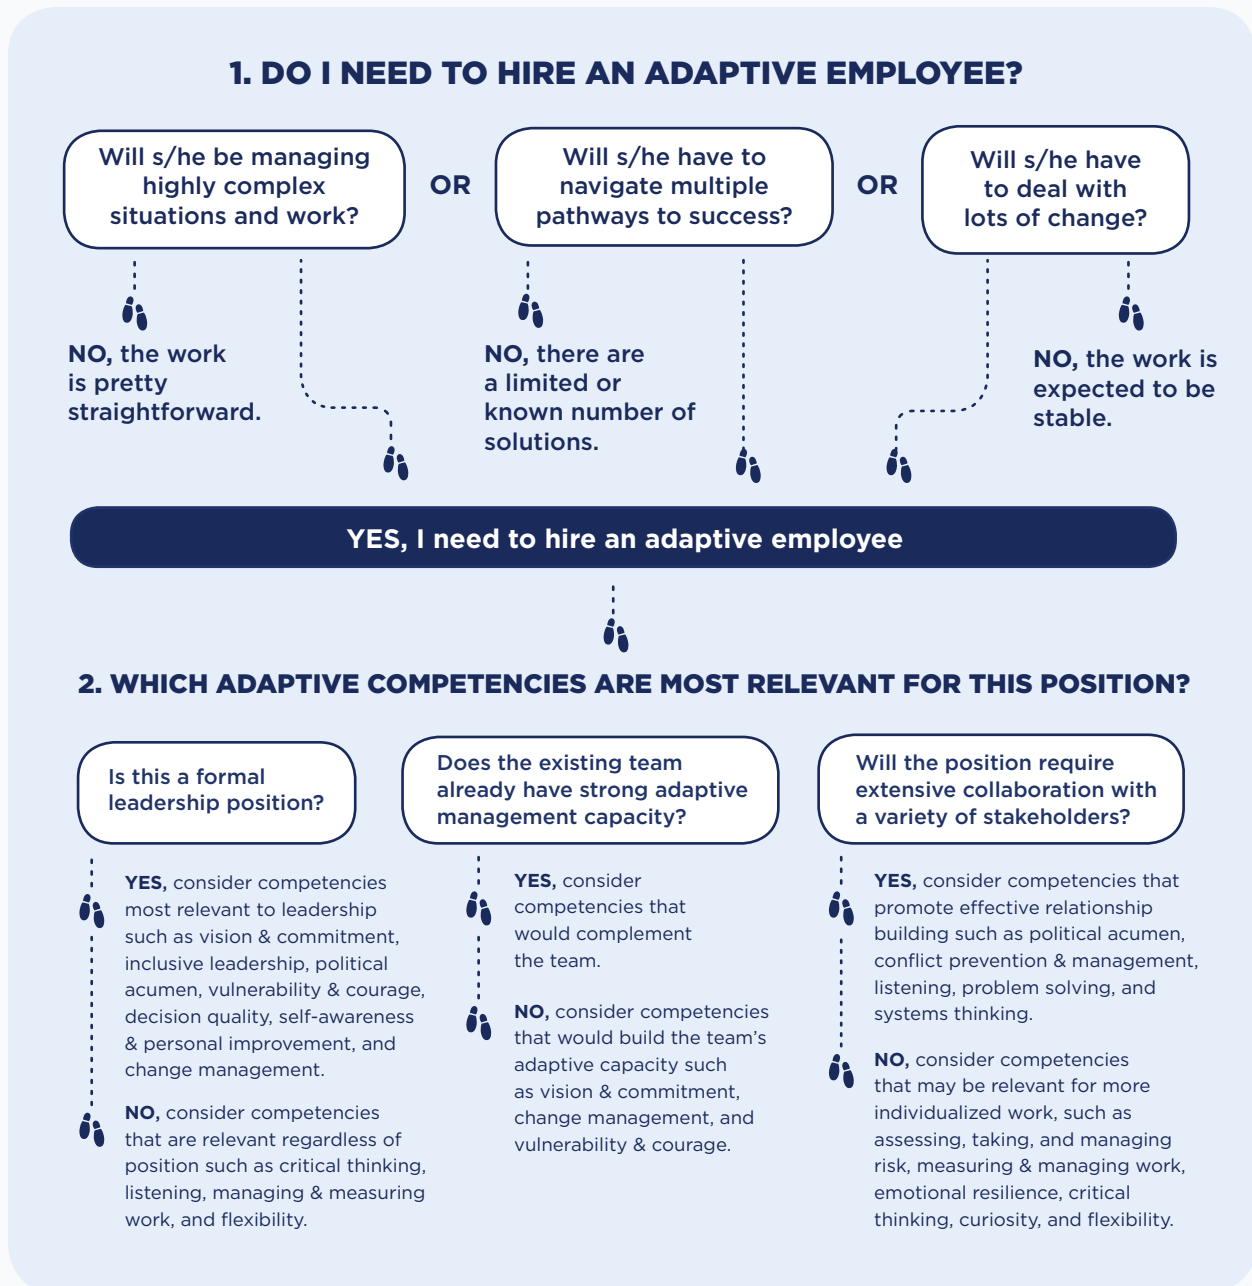 1. DO I NEED TO HIRE AN ADAPTIVE EMPLOYEE?
Will s/he be managing
highly complex
situations and work?
OR
Will s/he have to
navigate multiple
pathways to success?
OR
Will s/he have
to deal with
lots of change?
NO, the work
is pretty
straightforward.
NO, there are
a limited or
known number of
solutions.
NO, the work is
expected to be
stable.
YES, I need to hire an adaptive employee
2. WHICH ADAPTIVE COMPETENCIES ARE MOST RELEVANT FOR THIS POSITION?
Is this a formal
leadership position?
YES, consider competencies
most relevant to leadership
such as vision & commitment,
inclusive leadership, political
acumen, vulnerability & courage,
decision quality, self-awareness
& personal improvement, and
change management.
NO, consider competencies
that are relevant regardless of
position such as critical thinking,
listening, managing & measuring
work, and flexibility.
Does the existing team
already have strong adaptive
management capacity?
YES, consider
competencies that
would complement
the team.
NO, consider competencies
that would build the team's
adaptive capacity such
as vision & commitment,
change management, and
vulnerability & courage.
Will the position require
extensive collaboration with
a variety of stakeholders?
YES, consider competencies that
promote effective relationship
building such as political acumen,
conflict prevention & management,
listening, problem solving, and
systems thinking.
NO, consider competencies
that may be relevant for more
individualized work, such as
assessing, taking, and managing
risk, measuring & managing work,
emotional resilience, critical
thinking, curiosity, and flexibility.